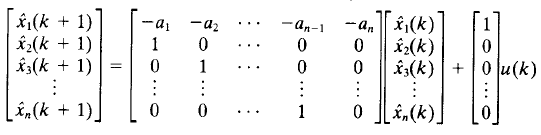 x̂₁(k + 1) −a₁ −a₂ ⋯ −aₙ₋₁ −aₙ x̂₁(k) 1
x̂₂(k + 1) 1 0 ⋯ 0 0 x̂₂(k) 0
x̂₃(k + 1) = 0 1 ⋯ 0 0 x̂₃(k) + 0 u(k)
⋮ ⋮ ⋮ ⋮ ⋮ ⋮ ⋮
x̂ₙ(k + 1) 0 0 ⋯ 1 0 x̂ₙ(k) 0